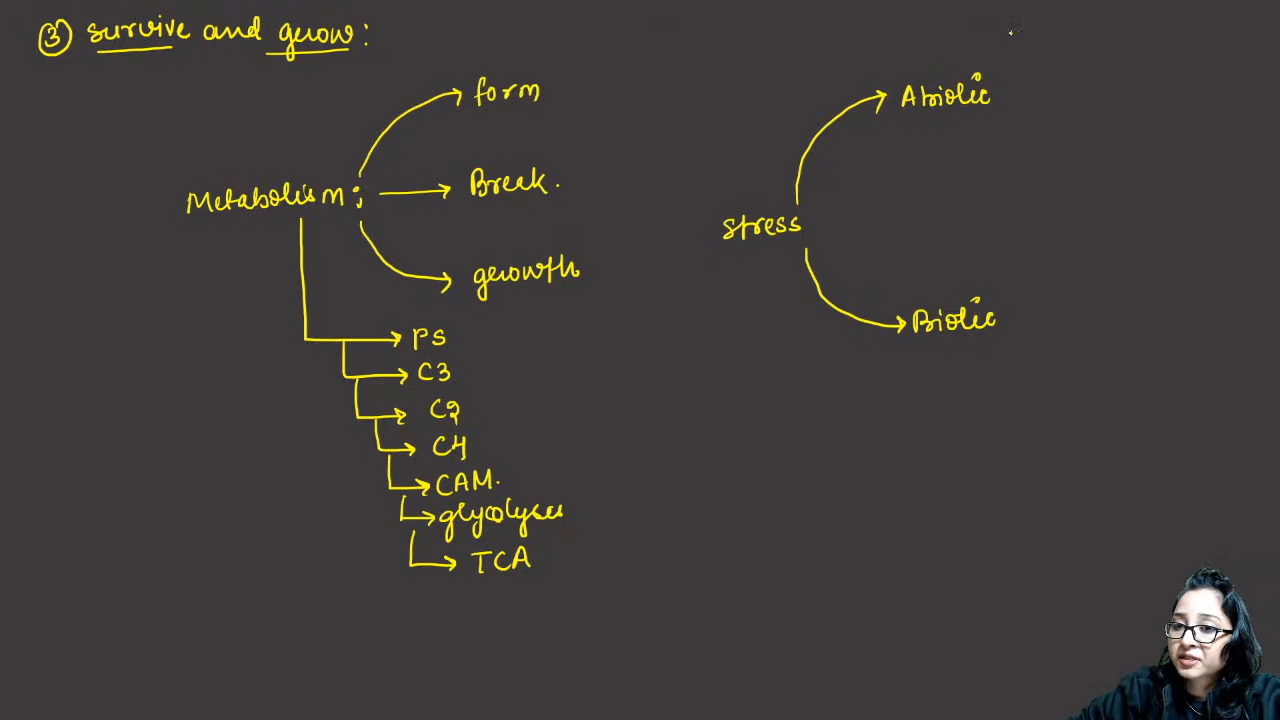 ③ survive and grow:
form
Metabolism:
Break.
growth
PS
C3
C2
C4
CAM.
glycolysis
TCA
Abiotic
stress
Biotic